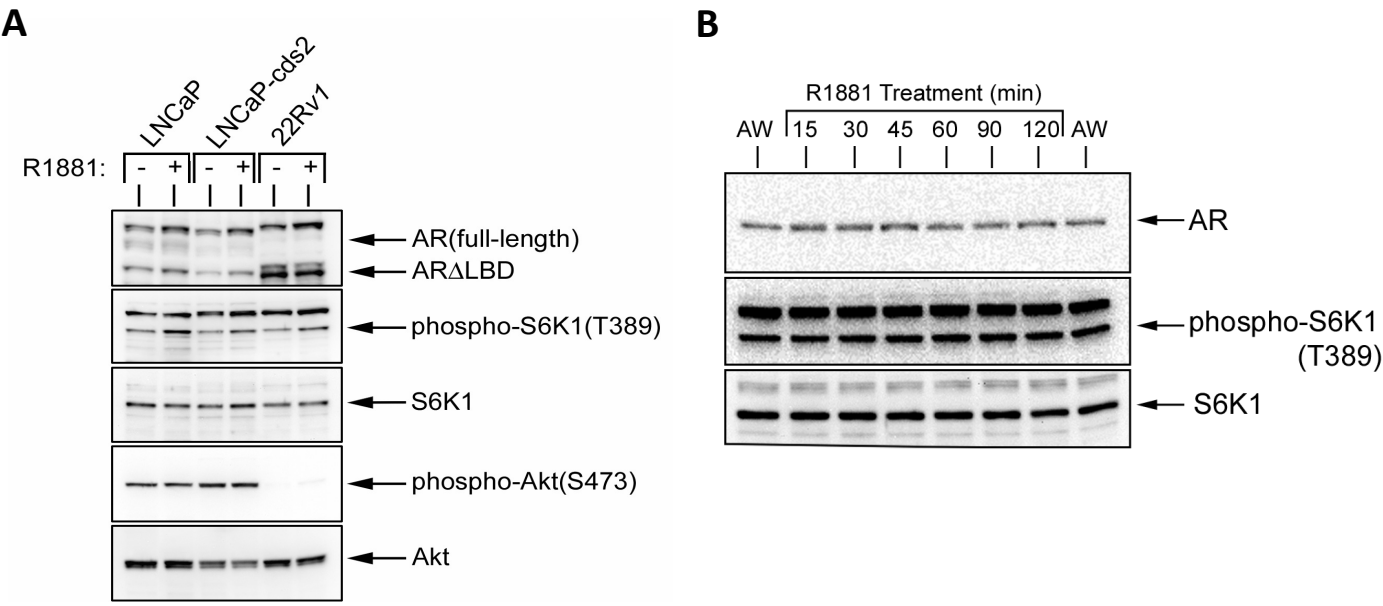 A
LNCaP
LNCaP-cds2
22Rv1
R1881: - + - + - +
AR(full-length)
ARΔLBD
phospho-S6K1(T389)
S6K1
phospho-Akt(S473)
Akt
B
R1881 Treatment (min)
AW 15 30 45 60 90 120 AW
AR
phospho-S6K1
(T389)
S6K1